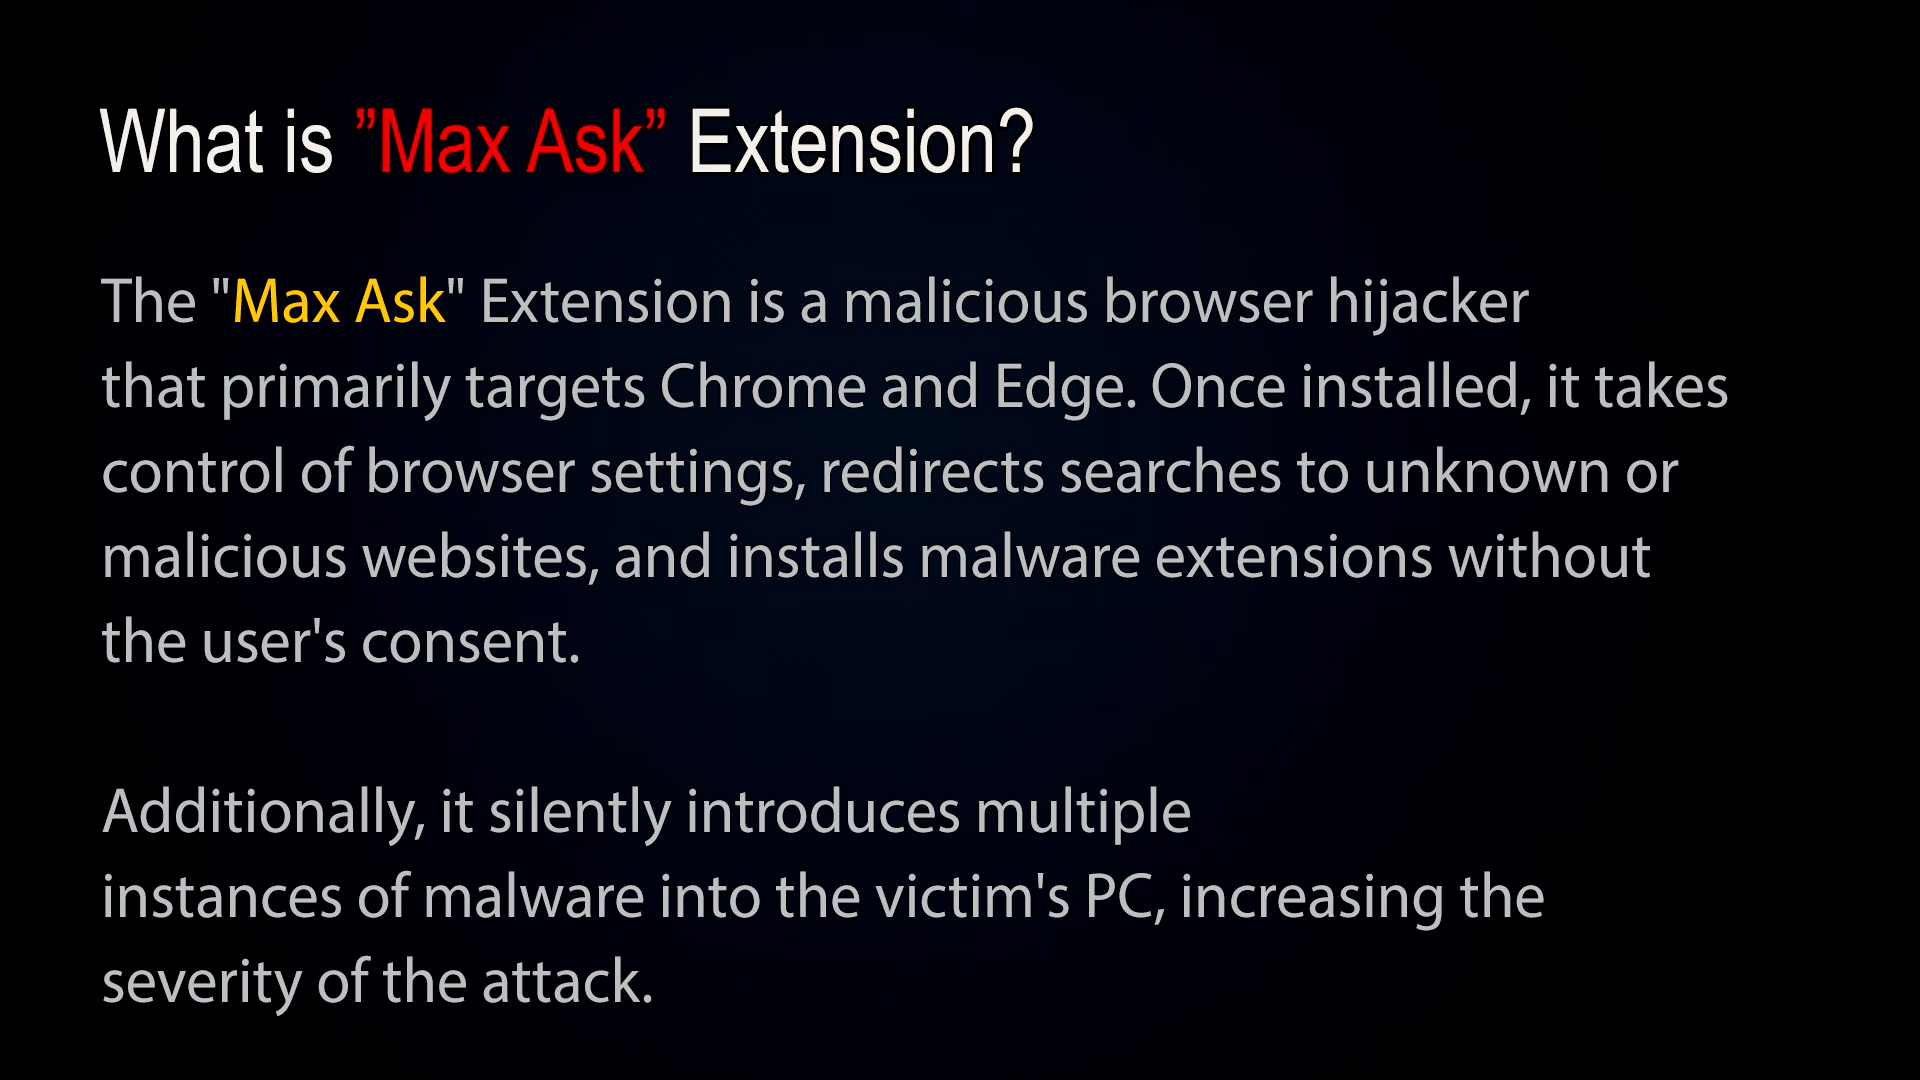 What is ”Max Ask” Extension?
The "Max Ask" Extension is a malicious browser hijacker
that primarily targets Chrome and Edge. Once installed, it takes
control of browser settings, redirects searches to unknown or
malicious websites, and installs malware extensions without
the user's consent.
Additionally, it silently introduces multiple
instances of malware into the victim's PC, increasing the
severity of the attack.